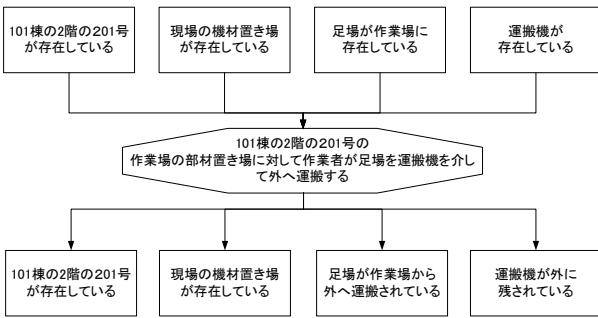 101棟の2階の201号
が存在している
現場の機材置き場
が存在している
足場が作業場に
存在している
運搬機が
存在している
101棟の2階の201号の
作業場の部材置き場に対して作業者が足場を運搬機を介し
て外へ運搬する
101棟の2階の201号
が存在している
現場の機材置き場
が存在している
足場が作業場から
外へ運搬されている
運搬機が外に
残されている